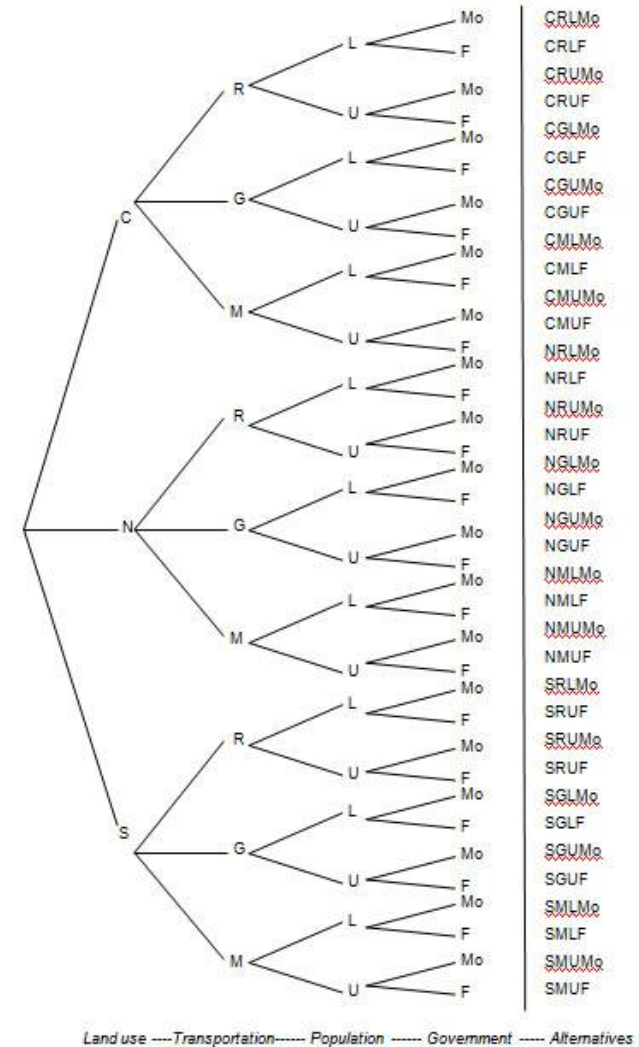 C
N
S
R
G
M
R
G
M
R
G
M
L
U
L
U
L
U
L
U
L
U
L
U
L
U
L
U
L
U
Mo
F
Mo
F
Mo
F
Mo
F
Mo
F
Mo
F
Mo
F
Mo
F
Mo
F
Mo
F
Mo
F
Mo
F
Mo
F
Mo
F
Mo
F
Mo
F
Mo
F
Mo
F
CRLMo
CRLF
CRUMo
CRUF
CGLMo
CGLF
CGUMo
CGUF
CMLMo
CMLF
CMUMo
CMUF
NRLMo
NRLF
NRUMo
NRUF
NGLMo
NGLF
NGUMo
NGUF
NMLMo
NMLF
NMUMo
NMUF
SRLMo
SRUF
SRUMo
SRUF
SGLMo
SGLF
SGUMo
SGUF
SMLMo
SMLF
SMUMo
SMUF
Land use ----Transportation------ Population ------ Government ----- Alternatives